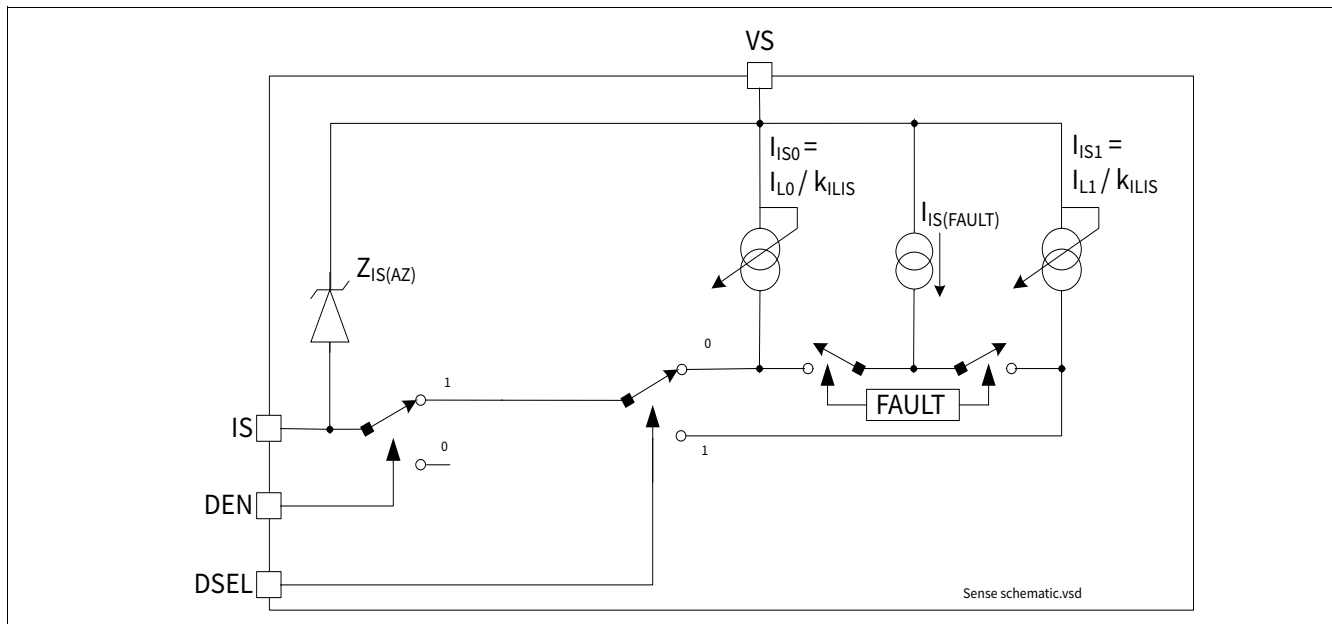 VS
I_IS0 =
I_L0 / k_ILIS
I_IS1 =
I_L1 / k_ILIS
I_IS(FAULT)
Z_IS(AZ)
0
1
FAULT
IS
0
1
DEN
DSEL
Sense schematic.vsd